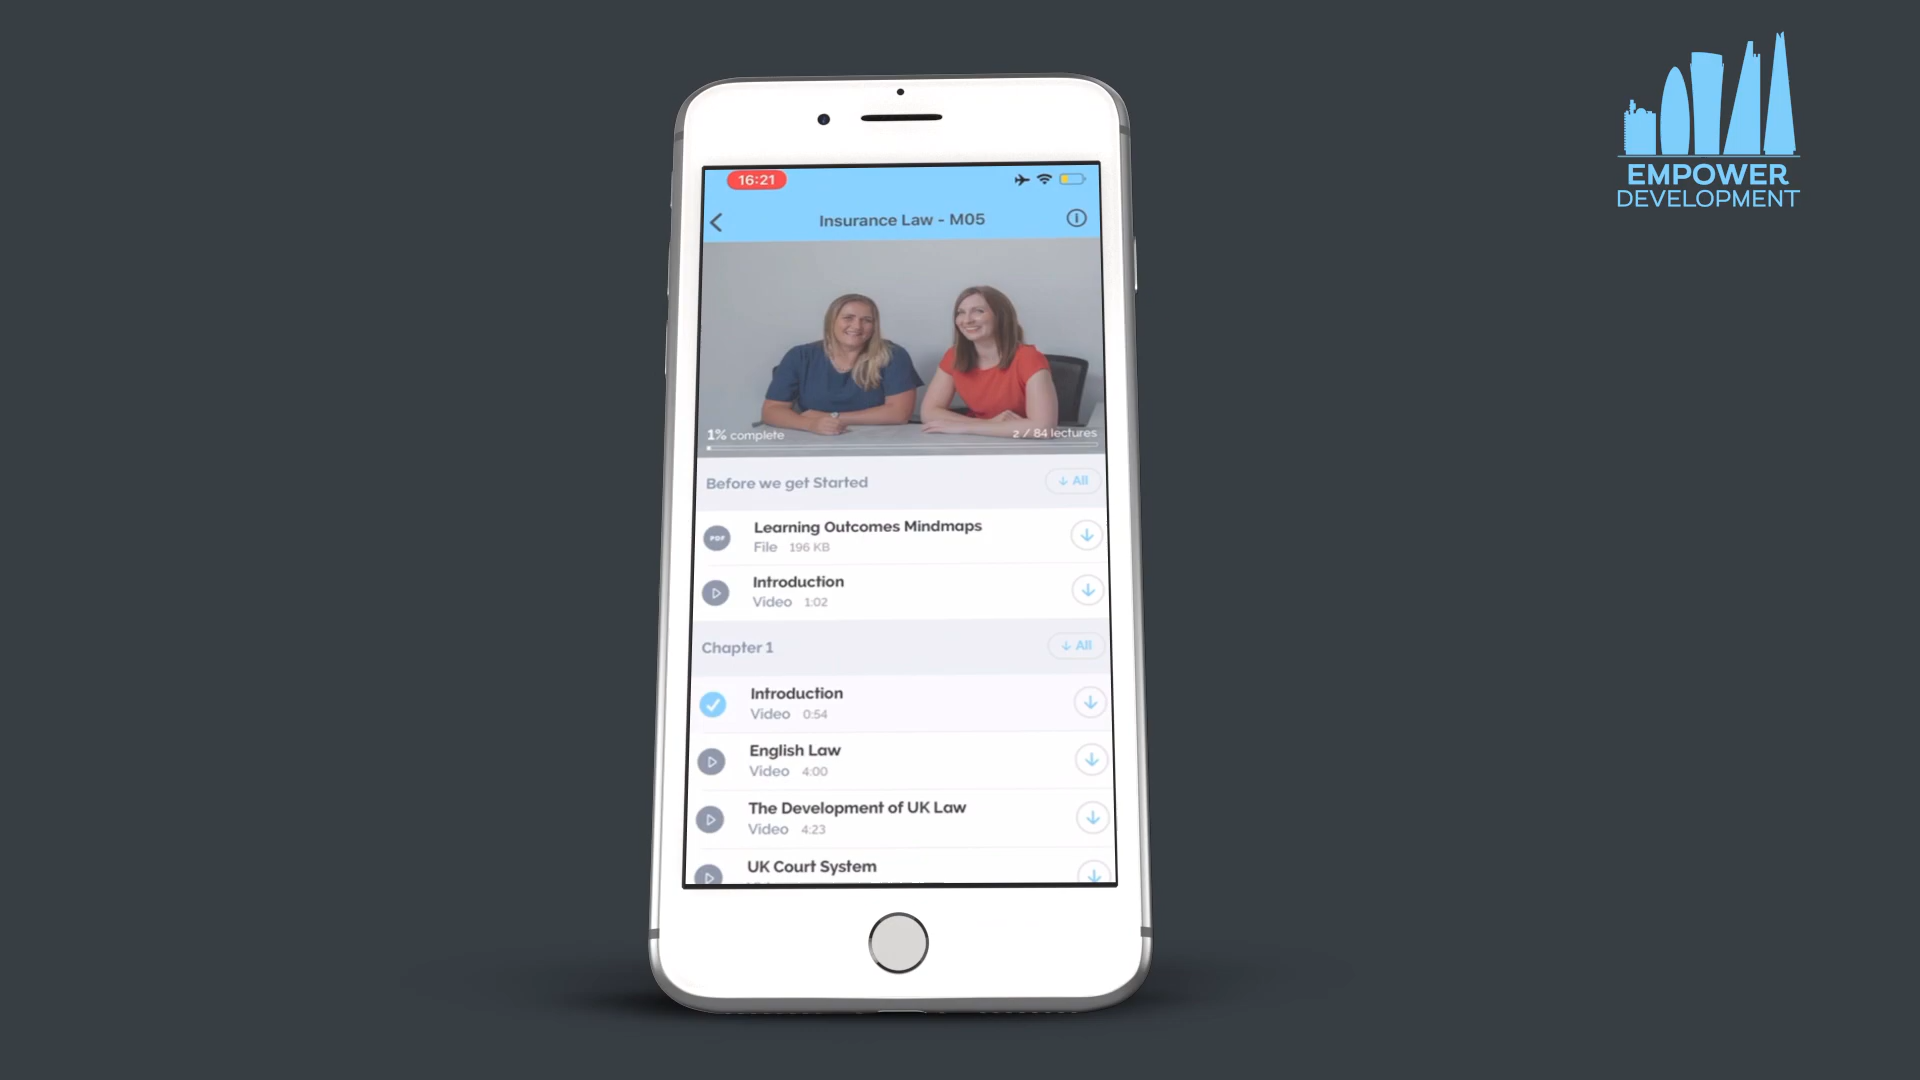 EMPOWER
DEVELOPMENT
16:21
Insurance Law - M05
1% complete
2 / 84 lectures
Before we get Started
All
PDF
Learning Outcomes Mindmaps
File 196 KB
Introduction
Video 1:02
Chapter 1
All
Introduction
Video 0:54
English Law
Video 4:00
The Development of UK Law
Video 4:23
UK Court System